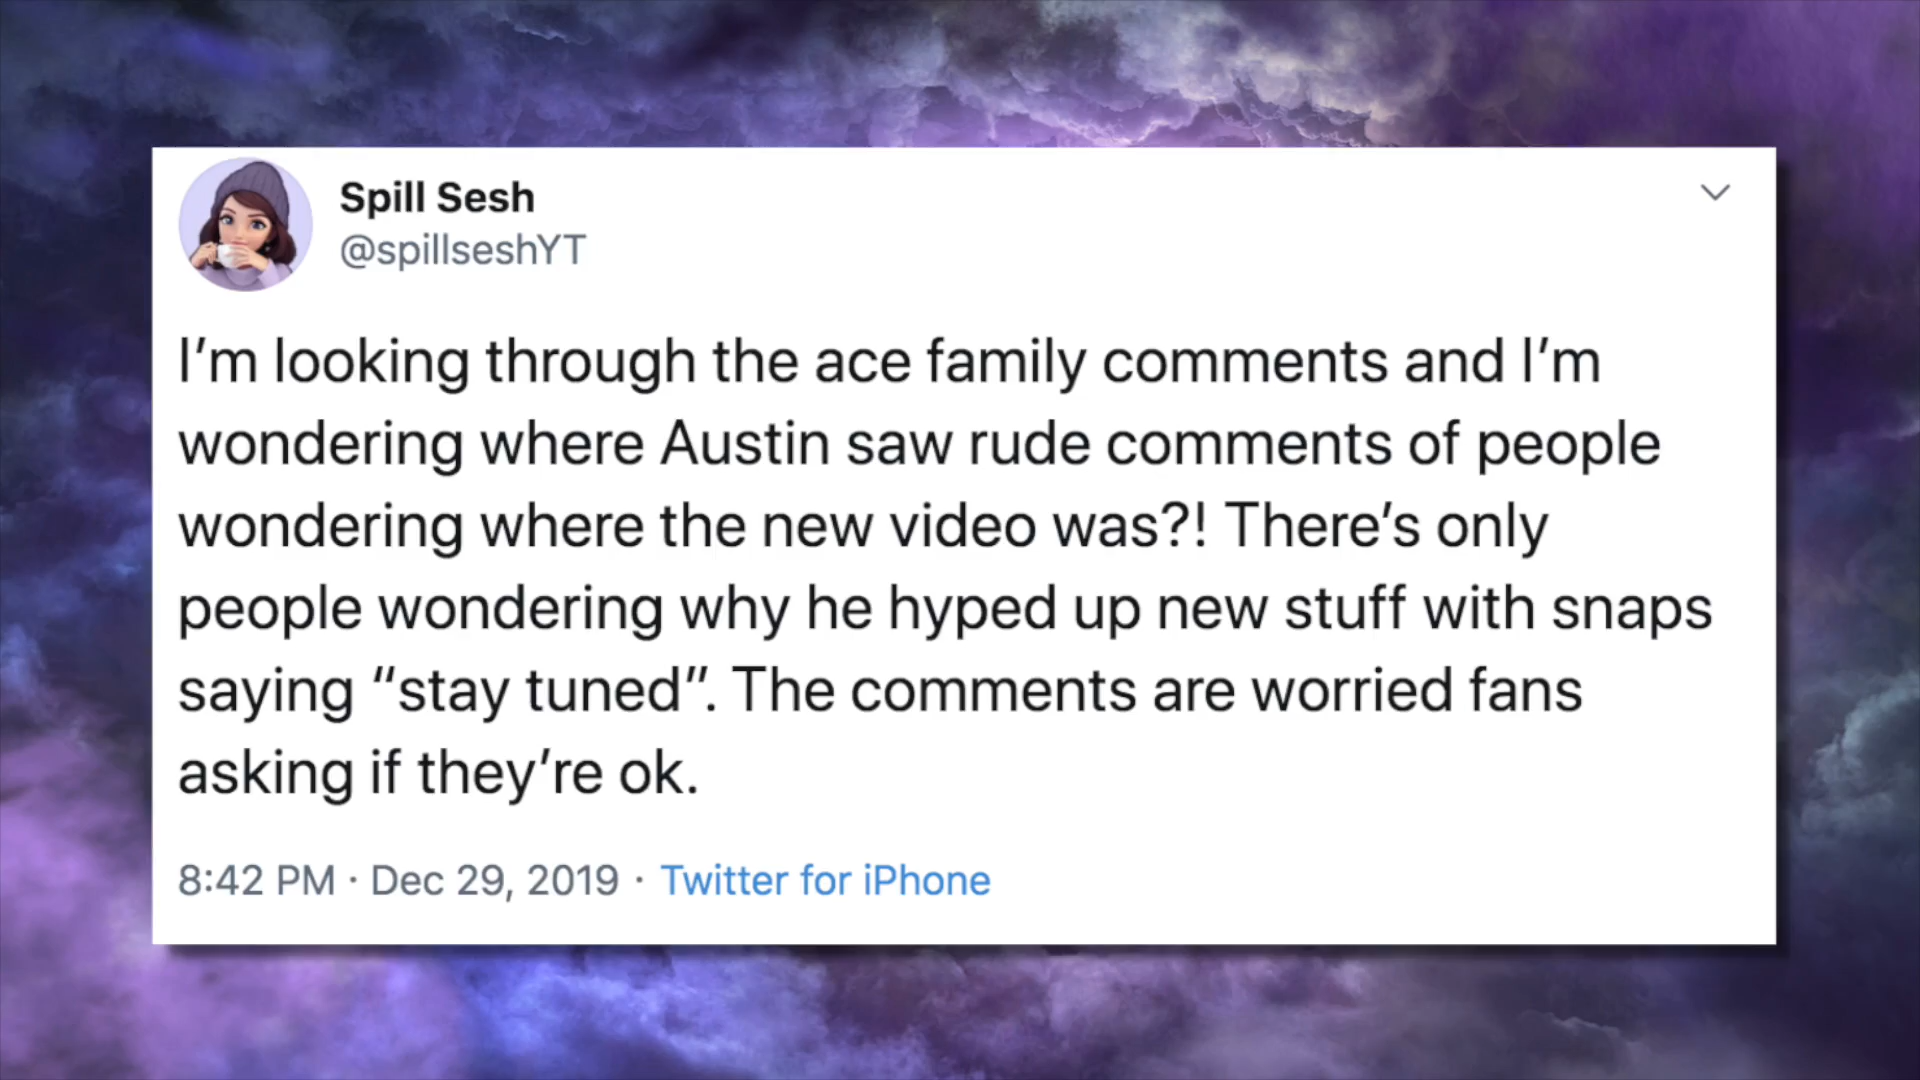 Spill Sesh
@spillseshYT
I’m looking through the ace family comments and I’m
wondering where Austin saw rude comments of people
wondering where the new video was?! There’s only
people wondering why he hyped up new stuff with snaps
saying “stay tuned”. The comments are worried fans
asking if they’re ok.
8:42 PM · Dec 29, 2019 · Twitter for iPhone